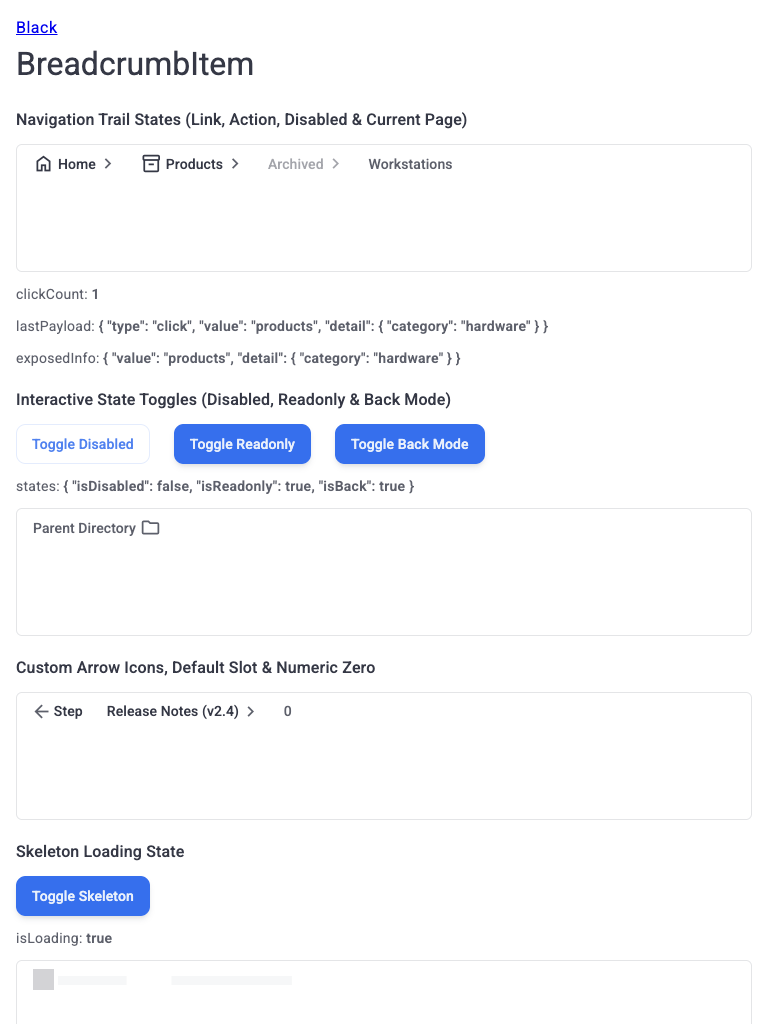 Black
BreadcrumbItem
Navigation Trail States (Link, Action, Disabled & Current Page)
Home Products Archived Workstations
clickCount: 1
lastPayload: { "type": "click", "value": "products", "detail": { "category": "hardware" } }
exposedInfo: { "value": "products", "detail": { "category": "hardware" } }
Interactive State Toggles (Disabled, Readonly & Back Mode)
Toggle Disabled Toggle Readonly Toggle Back Mode
states: { "isDisabled": false, "isReadonly": true, "isBack": true }
Parent Directory
Custom Arrow Icons, Default Slot & Numeric Zero
Step Release Notes (v2.4) 0
Skeleton Loading State
Toggle Skeleton
isLoading: true